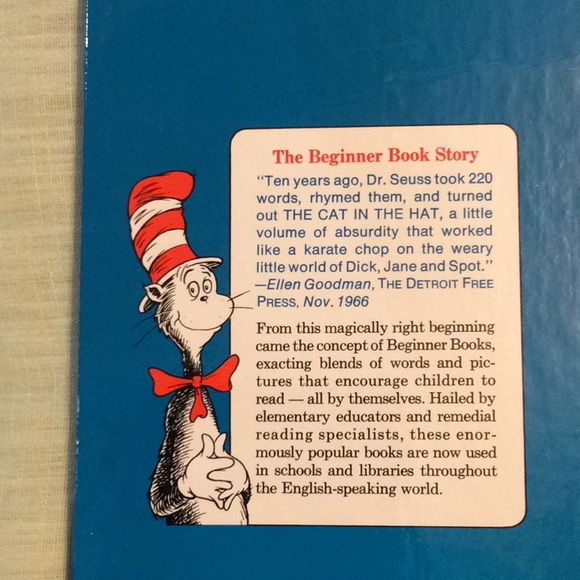 The Beginner Book Story
"Ten years ago, Dr. Seuss took 220
words, rhymed them, and turned
out THE CAT IN THE HAT, a little
volume of absurdity that worked
like a karate chop on the weary
little world of Dick, Jane and Spot."
—Ellen Goodman, THE DETROIT FREE
PRESS, Nov. 1966
From this magically right beginning
came the concept of Beginner Books,
exacting blends of words and pic-
tures that encourage children to
read — all by themselves. Hailed by
elementary educators and remedial
reading specialists, these enor-
mously popular books are now used
in schools and libraries throughout
the English-speaking world.